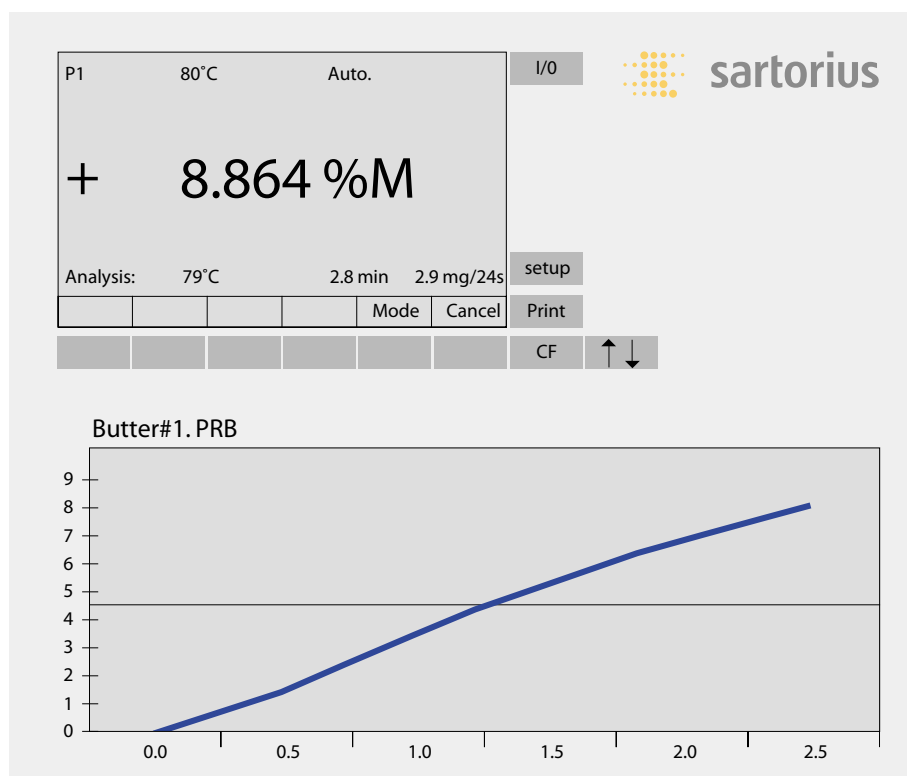 P1 80˚C Auto. I/0
sartorius
+ 8.864 %M
Analysis: 79˚C 2.8 min 2.9 mg/24s setup
Mode Cancel Print
CF ↑↓
Butter#1. PRB
9
8
7
6
5
4
3
2
1
0
0.0 0.5 1.0 1.5 2.0 2.5